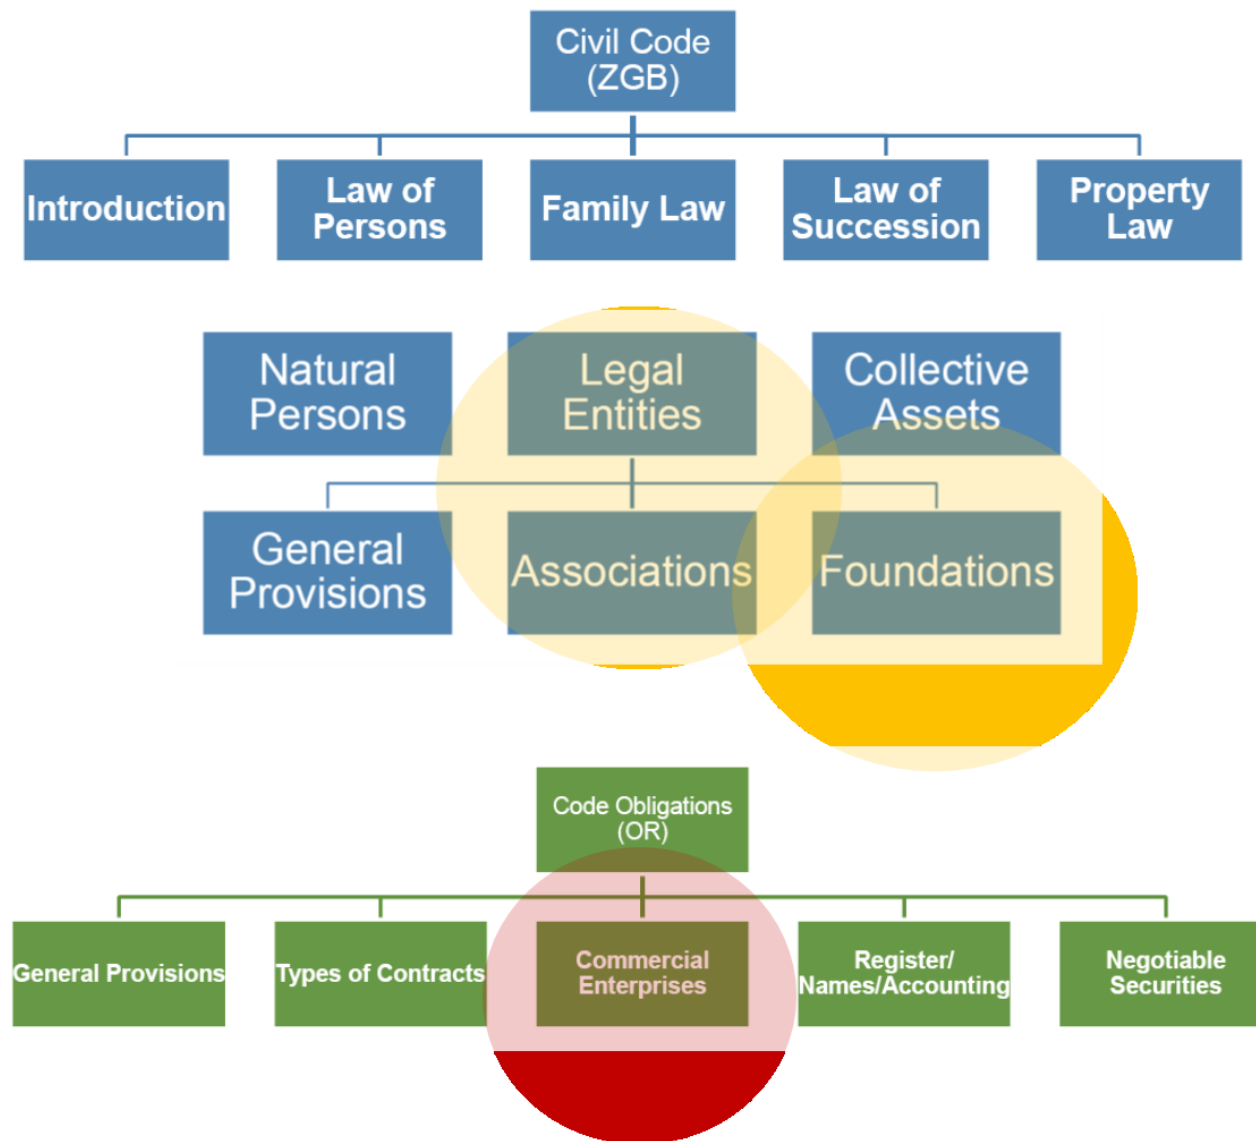 Civil Code
(ZGB)
Introduction
Law of
Persons
Family Law
Law of
Succession
Property
Law
Natural
Persons
Legal
Entities
Collective
Assets
General
Provisions
Associations
Foundations
Code Obligations
(OR)
General Provisions
Types of Contracts
Commercial
Enterprises
Register/
Names/Accounting
Negotiable
Securities